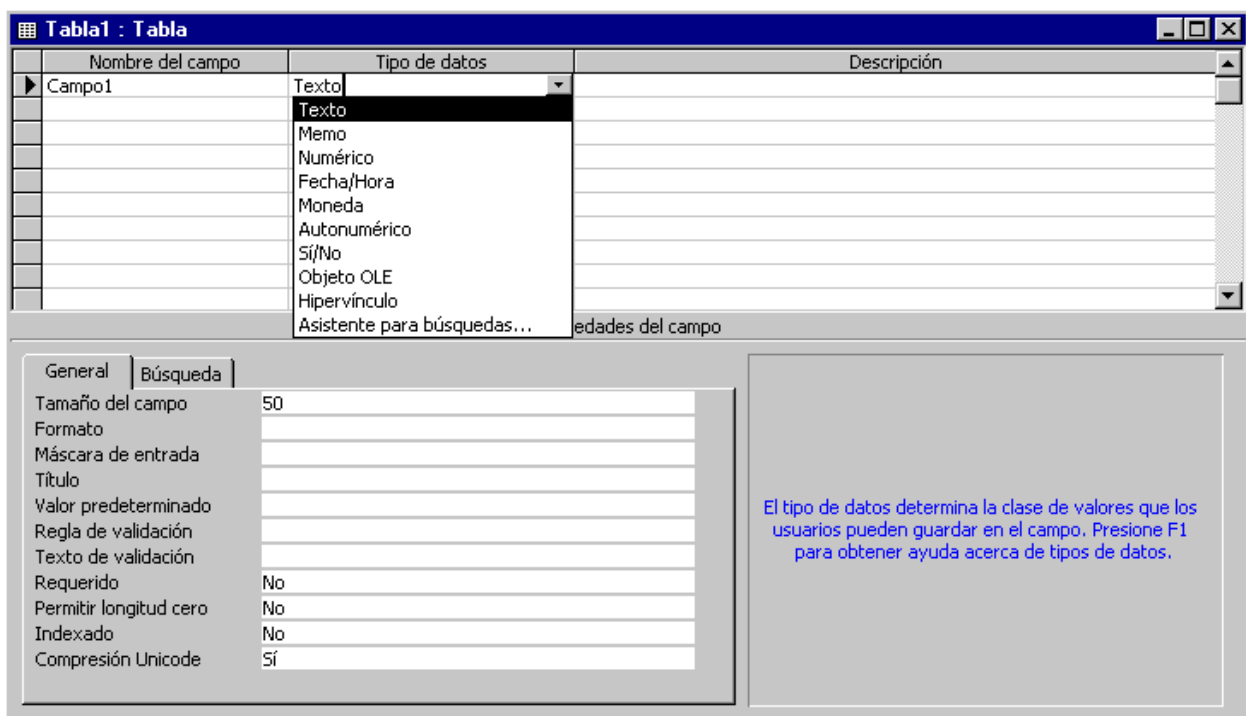 Tabla1 : Tabla
Nombre del campo Tipo de datos Descripción
Campo1 Texto
Texto
Memo
Numérico
Fecha/Hora
Moneda
Autonumérico
Sí/No
Objeto OLE
Hipervínculo
Asistente para búsquedas...
edades del campo
General Búsqueda
Tamaño del campo 50
Formato
Máscara de entrada
Título
Valor predeterminado
Regla de validación
Texto de validación
Requerido No
Permitir longitud cero No
Indexado No
Compresión Unicode Sí
El tipo de datos determina la clase de valores que los
usuarios pueden guardar en el campo. Presione F1
para obtener ayuda acerca de tipos de datos.